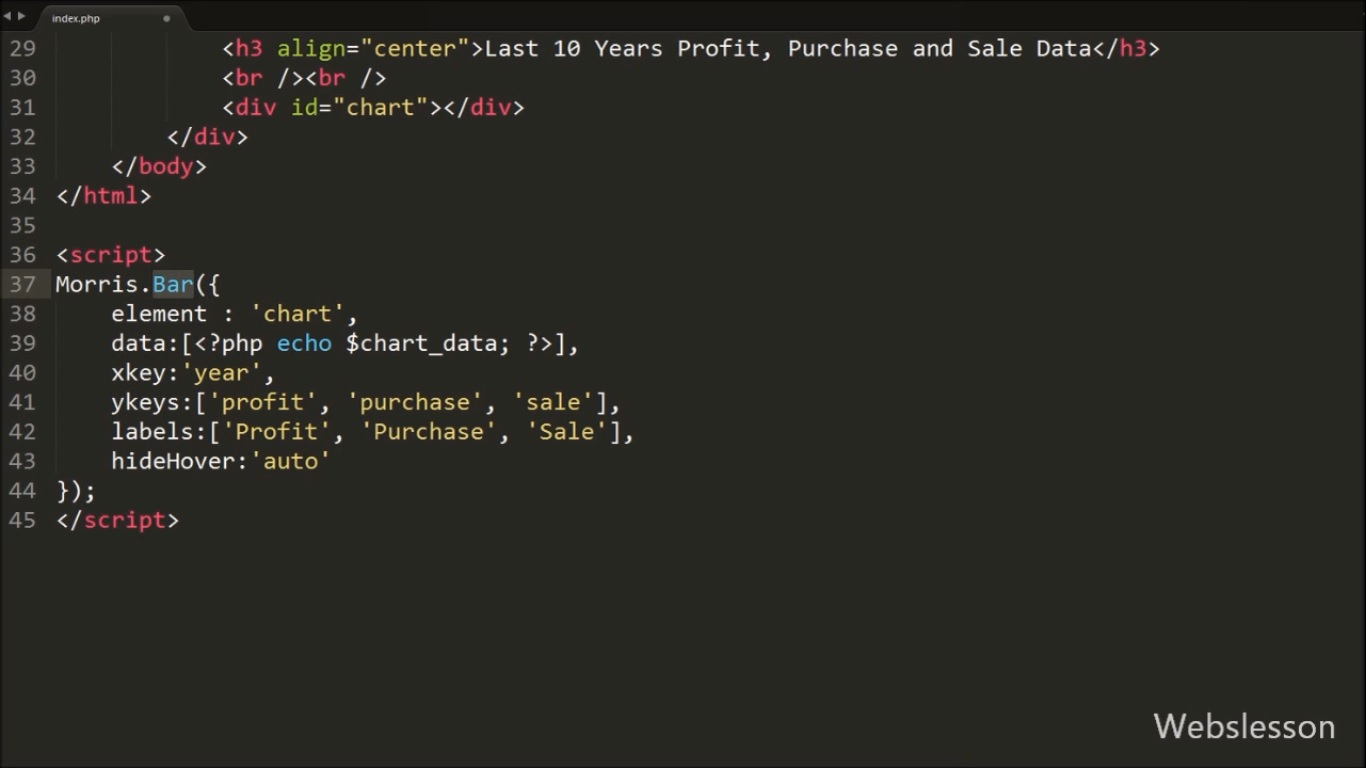 index.php
29 <h3 align="center">Last 10 Years Profit, Purchase and Sale Data</h3>
30 <br /><br />
31 <div id="chart"></div>
32 </div>
33 </body>
34 </html>
35
36 <script>
37 Morris.Bar({
38 element : 'chart',
39 data:[<?php echo $chart_data; ?>],
40 xkey:'year',
41 ykeys:['profit', 'purchase', 'sale'],
42 labels:['Profit', 'Purchase', 'Sale'],
43 hideHover:'auto'
44 });
45 </script>
Webslesson